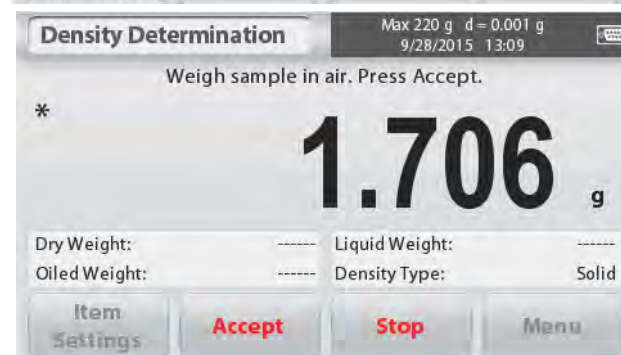 Density Determination
Max 220 g d = 0.001 g
9/28/2015 13:09
Weigh sample in air. Press Accept.
*
1.706 g
Dry Weight: ------ Liquid Weight: ------
Oiled Weight: ------ Density Type: Solid
Item Settings
Accept
Stop
Menu